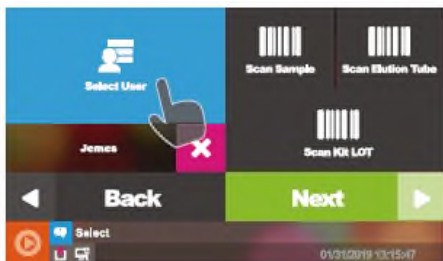 Select User
Scan Sample
Scan Elution Tube
Jemes
Scan Kit LOT
Back
Next
Select
01/31/2019 13:15:47